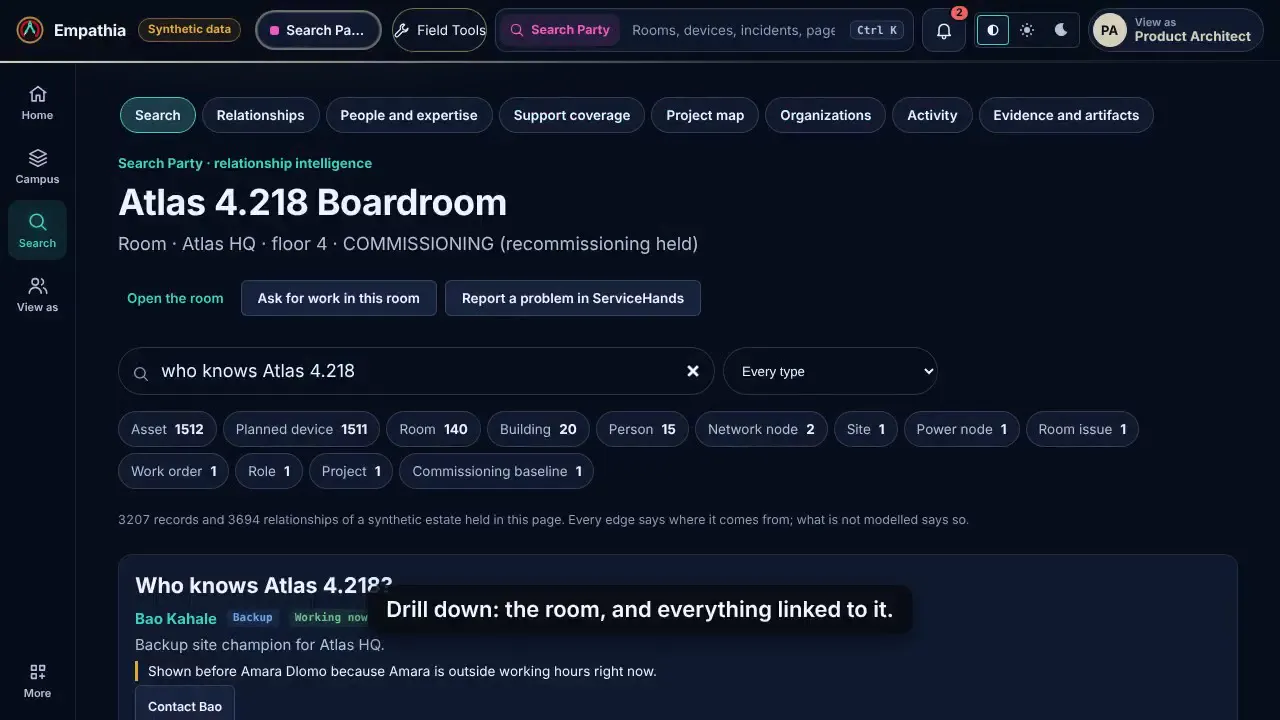 Empathia
Synthetic data
Search Pa...
Field Tools
Search Party
Rooms, devices, incidents, page
Ctrl K
2
PA
View as
Product Architect
Home
Campus
Search
View as
More
Search
Relationships
People and expertise
Support coverage
Project map
Organizations
Activity
Evidence and artifacts
Search Party · relationship intelligence
Atlas 4.218 Boardroom
Room · Atlas HQ · floor 4 · COMMISSIONING (recommissioning held)
Open the room
Ask for work in this room
Report a problem in ServiceHands
who knows Atlas 4.218
Every type
Asset 1512
Planned device 1511
Room 140
Building 20
Person 15
Network node 2
Site 1
Power node 1
Room issue 1
Work order 1
Role 1
Project 1
Commissioning baseline 1
3207 records and 3694 relationships of a synthetic estate held in this page. Every edge says where it comes from; what is not modelled says so.
Who knows Atlas 4.218?
Bao Kahale
Backup
Working now
Drill down: the room, and everything linked to it.
Backup site champion for Atlas HQ.
Shown before Amara Dlomo because Amara is outside working hours right now.
Contact Bao